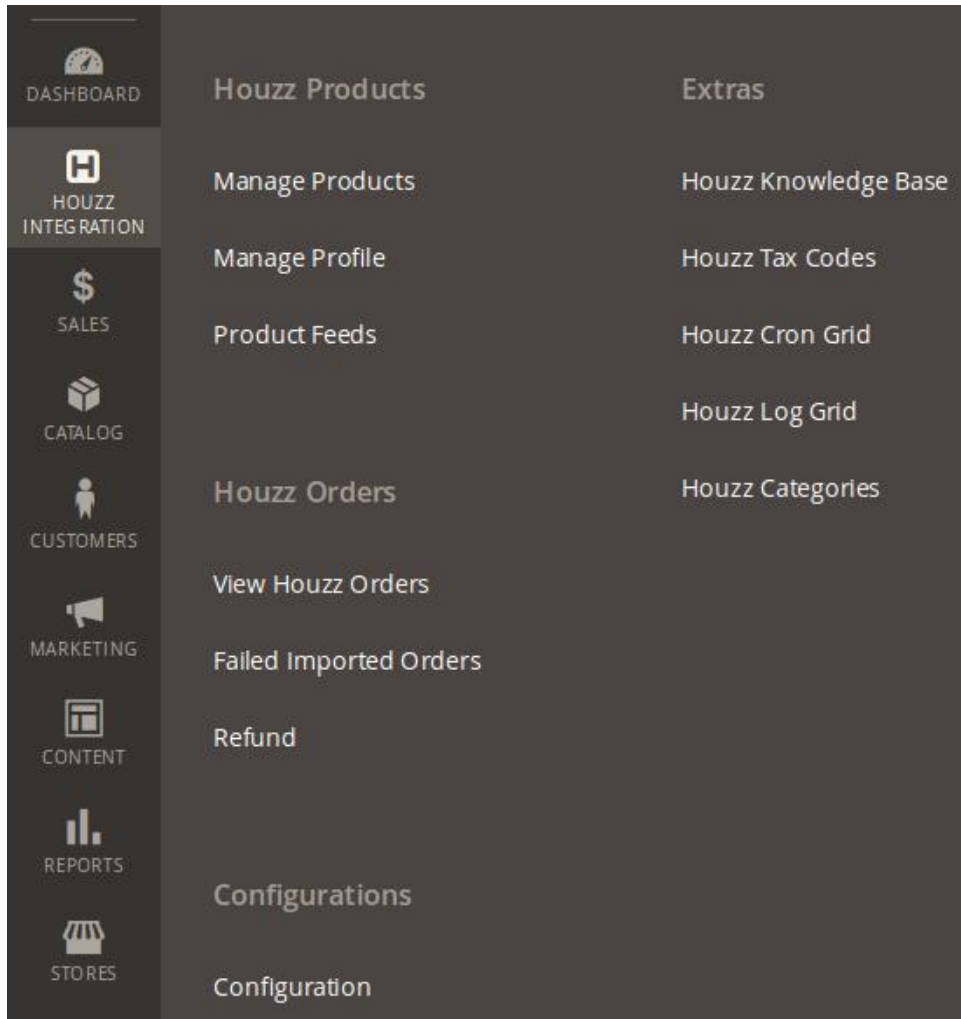 DASHBOARD
H
HOUZZ
INTEGRATION
$
SALES
CATALOG
CUSTOMERS
MARKETING
CONTENT
REPORTS
STORES
Houzz Products
Manage Products
Manage Profile
Product Feeds
Houzz Orders
View Houzz Orders
Failed Imported Orders
Refund
Configurations
Configuration
Extras
Houzz Knowledge Base
Houzz Tax Codes
Houzz Cron Grid
Houzz Log Grid
Houzz Categories